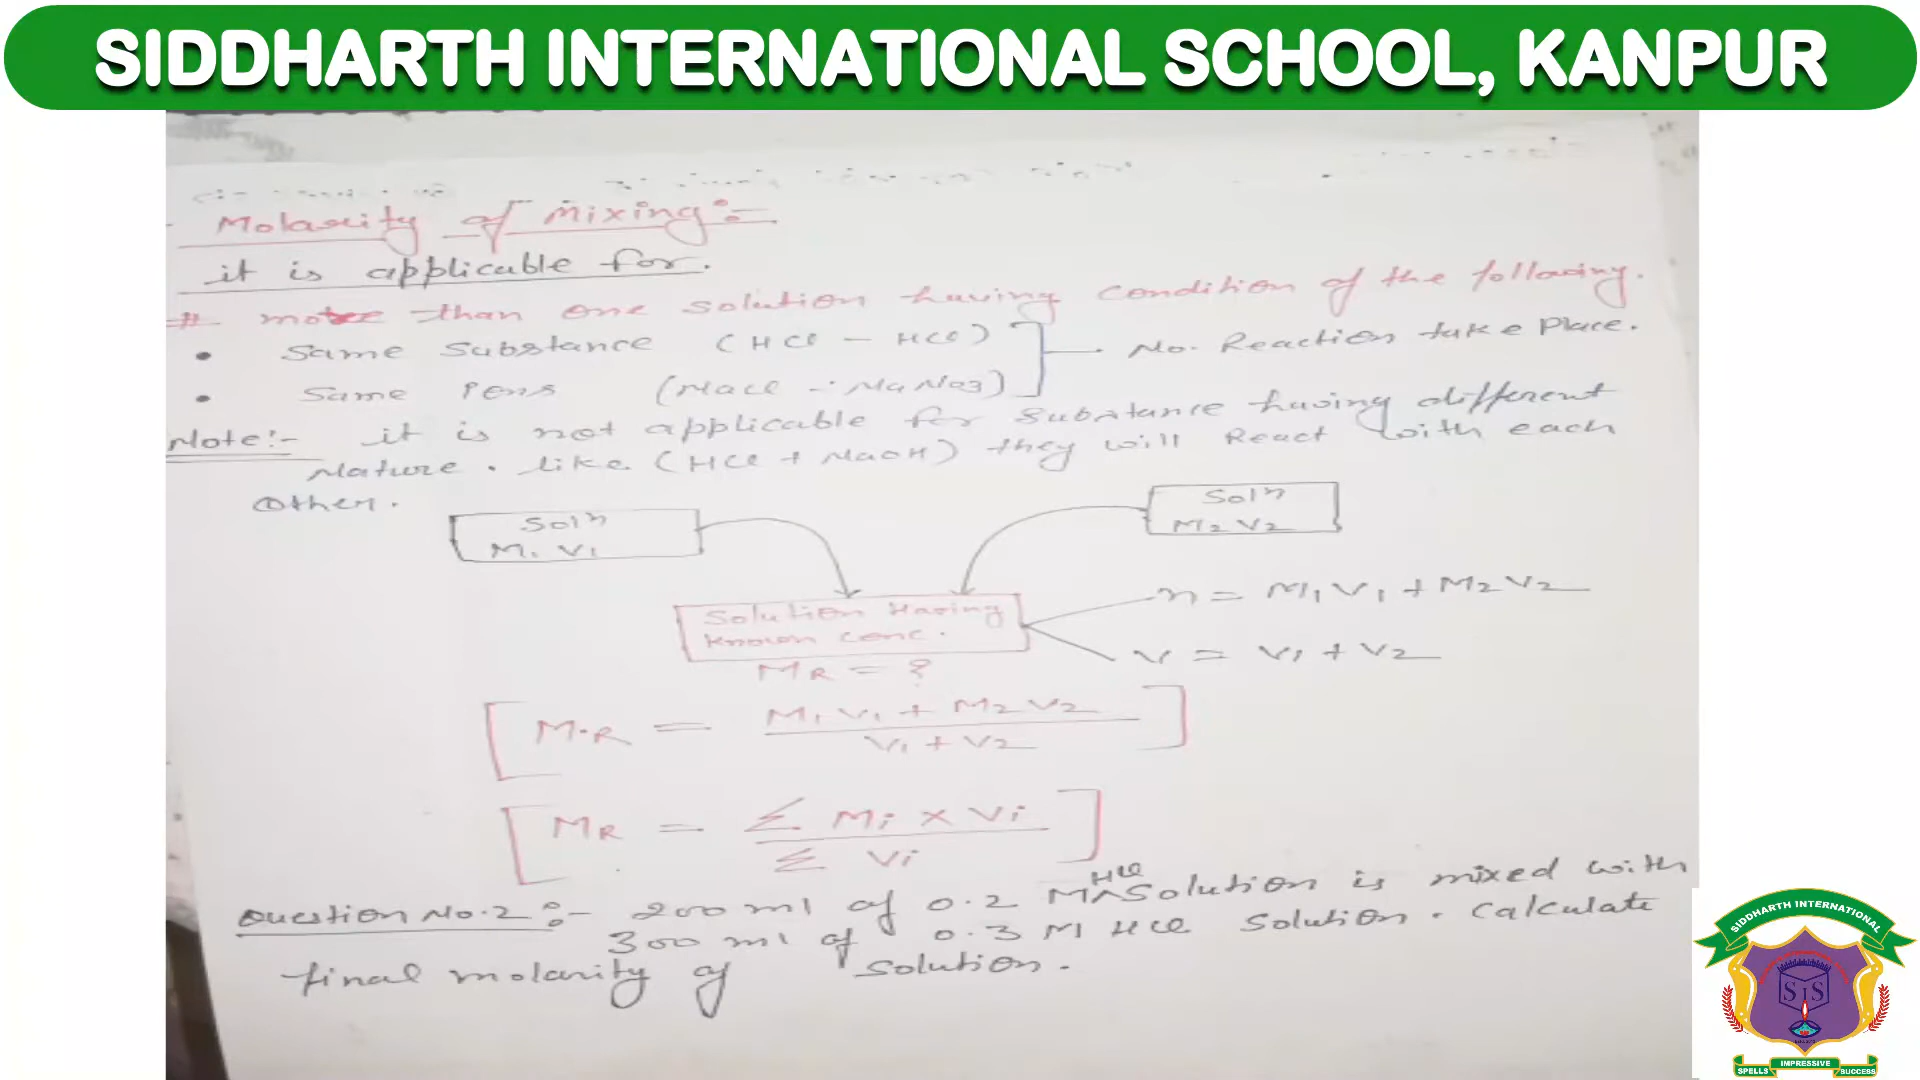 SIDDHARTH INTERNATIONAL SCHOOL, KANPUR
Molarity of mixing:-
it is applicable for.
# more than one solution having condition of the following.
• Same Substance (HCl - HCl)
No. Reaction take Place.
• Same
(NaCl - NaNO3)
Note:- it is not applicable for Substance having different
Nature. like (HCl + NaOH) they will React with each
Other.
Soln
M1 V1
Soln
M2 V2
Solution Having
Known conc.
MR = ?
n = M1V1 + M2V2
V = V1 + V2
M.R = M1V1 + M2V2
V1 + V2
MR = Σ Mi x Vi
Σ Vi
Question No.2:- 200 ml of 0.2 M HCl Solution is mixed with
300 ml of 0.3 M HCl Solution. Calculate
final molarity of solution.
SIDDHARTH INTERNATIONAL
SIS
SPELLS IMPRESSIVE SUCCESS